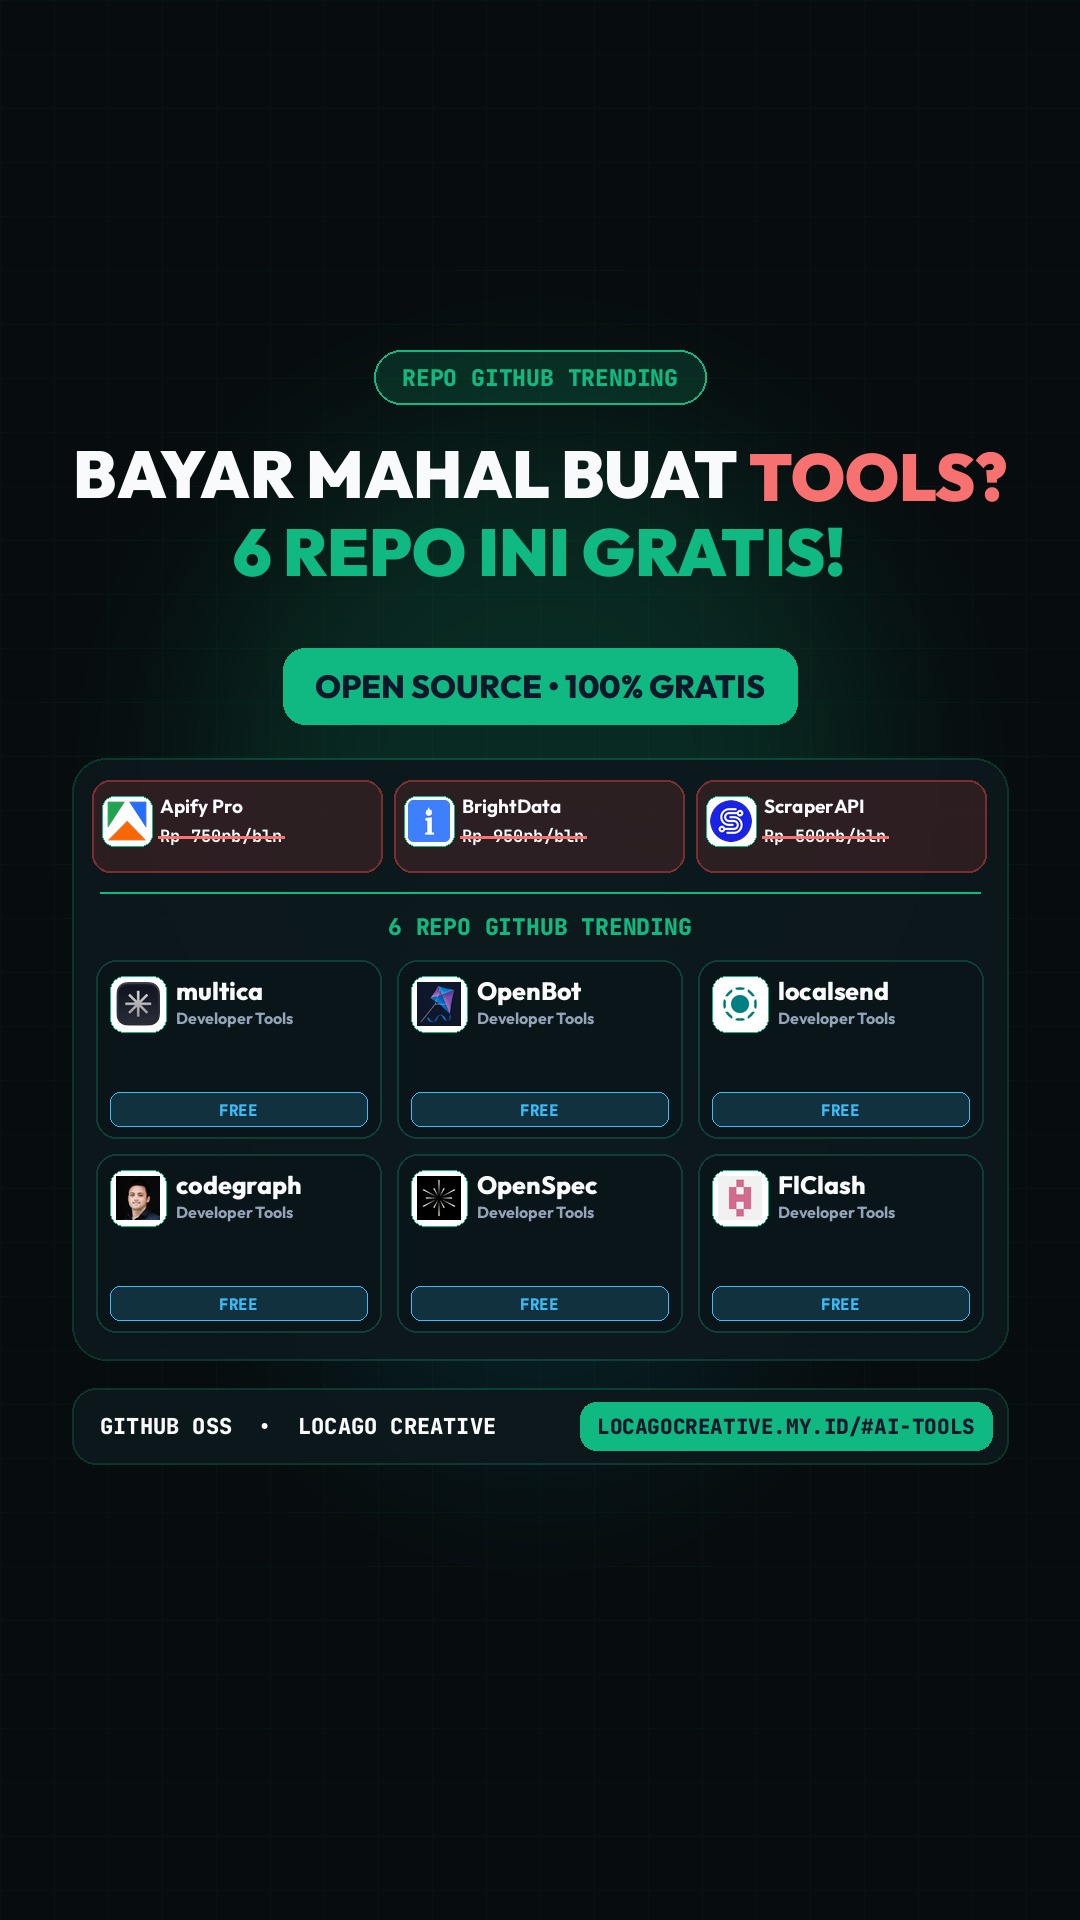 REPO GITHUB TRENDING
BAYAR MAHAL BUAT TOOLS?
6 REPO INI GRATIS!
OPEN SOURCE • 100% GRATIS
Apify Pro
Rp 750rb/bln
BrightData
Rp 950rb/bln
ScraperAPI
Rp 500rb/bln
6 REPO GITHUB TRENDING
multica
Developer Tools
FREE
OpenBot
Developer Tools
FREE
localsend
Developer Tools
FREE
codegraph
Developer Tools
FREE
OpenSpec
Developer Tools
FREE
FlClash
Developer Tools
FREE
GITHUB OSS • LOCAGO CREATIVE
LOCAGOCREATIVE.MY.ID/#AI-TOOLS